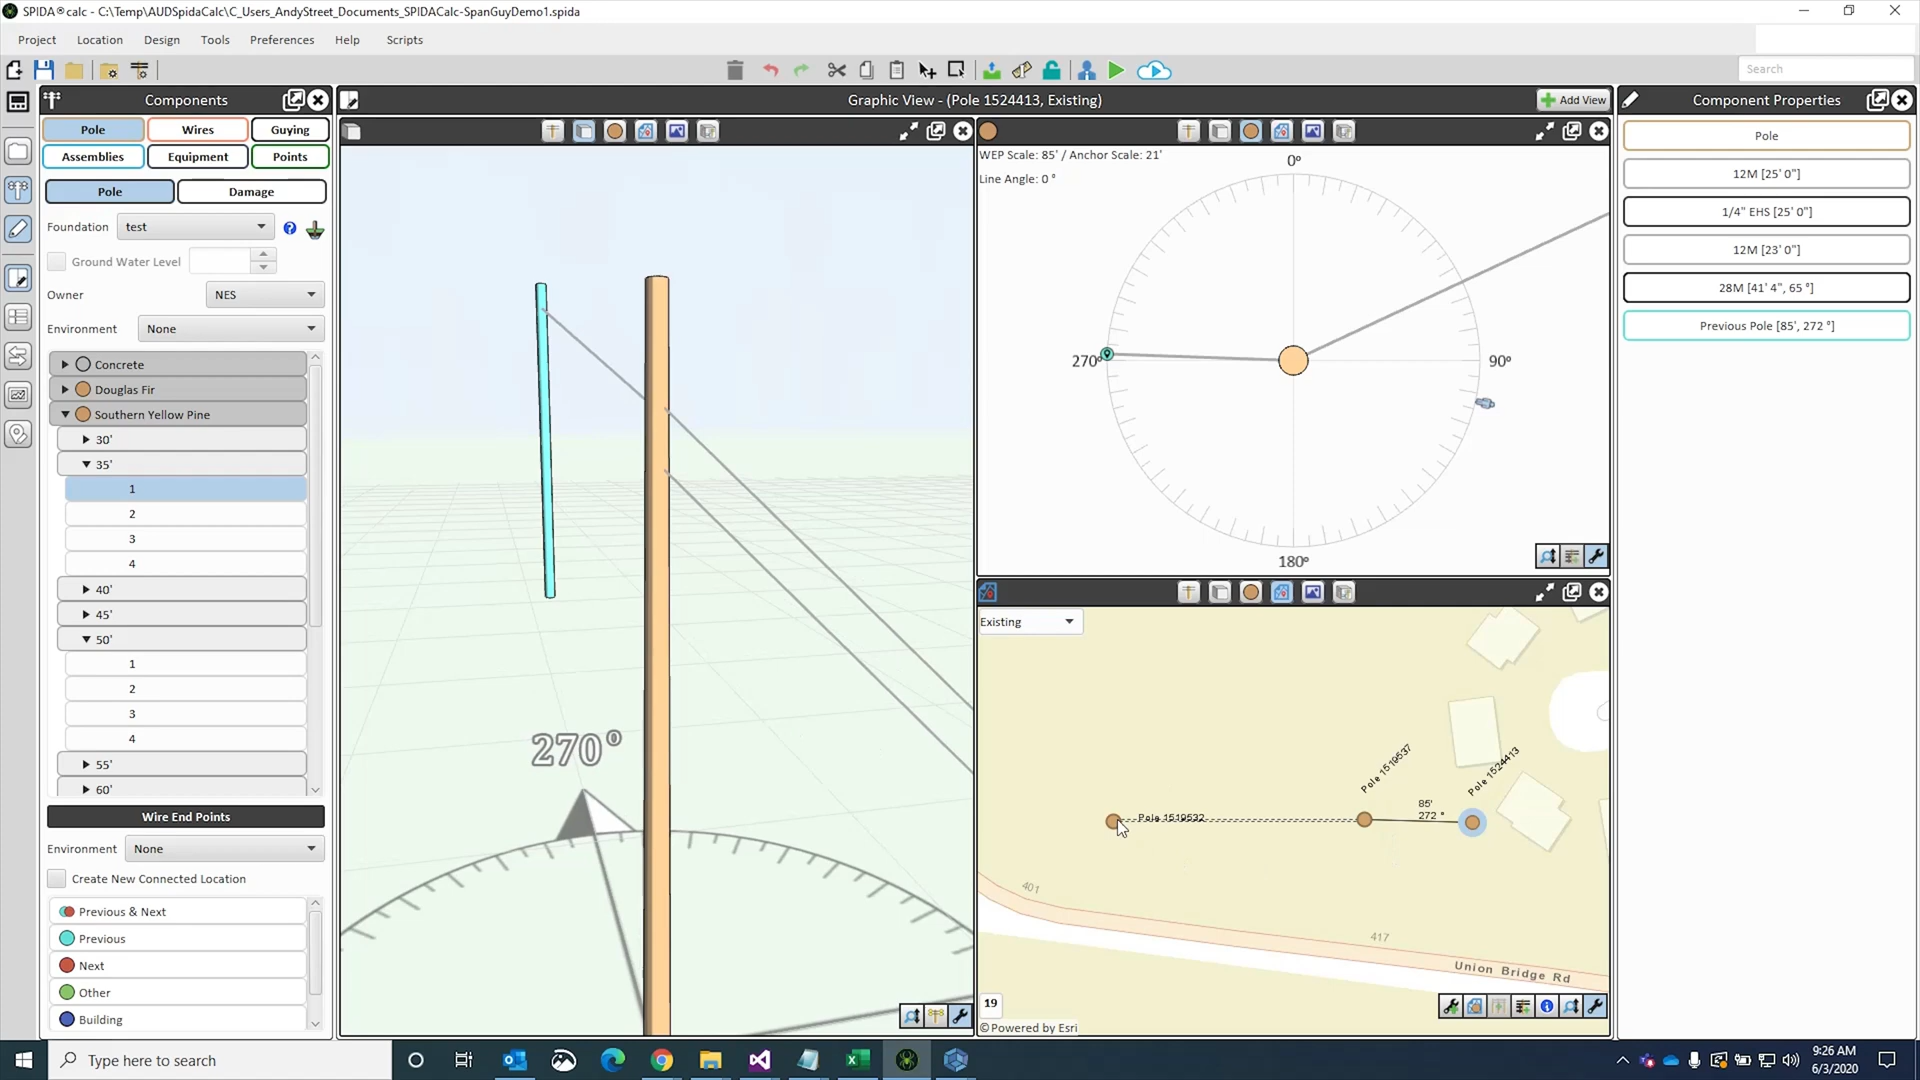 SPIDA®calc - C:\Temp\AUDSpidaCalc\C_Users_AndyStreet_Documents_SPIDACalc-SpanGuyDemo1.spida
Project Location Design Tools Preferences Help Scripts
Search
Components
Pole Wires Guying
Assemblies Equipment Points
Pole Damage
Foundation test
Ground Water Level
Owner NES
Environment None
Concrete
Douglas Fir
Southern Yellow Pine
30'
35'
1
2
3
4
40'
45'
50'
1
2
3
4
55'
60'
Wire End Points
Environment None
Create New Connected Location
Previous & Next
Previous
Next
Other
Building
Graphic View - (Pole 1524413, Existing)
Add View
270°
WEP Scale: 85' / Anchor Scale: 21'
Line Angle: 0 °
0°
90°
180°
270°
Existing
Pole 1519537
Pole 1524413
85'
272 °
Pole 1519532
401
417
Union Bridge Rd
19
©Powered by Esri
Component Properties
Pole
12M [25' 0"]
1/4" EHS [25' 0"]
12M [23' 0"]
28M [41' 4", 65 °]
Previous Pole [85', 272 °]
Type here to search
9:26 AM
6/3/2020